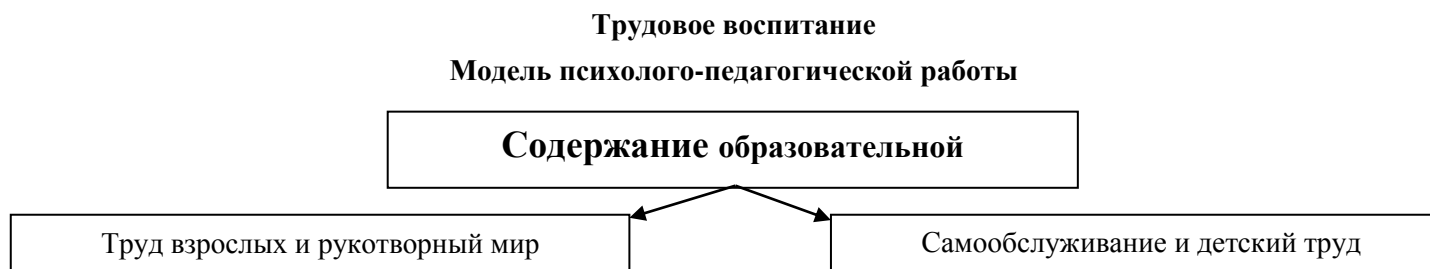 Трудовое воспитание
Модель психолого-педагогической работы
Содержание образовательной
Труд взрослых и рукотворный мир
Самообслуживание и детский труд